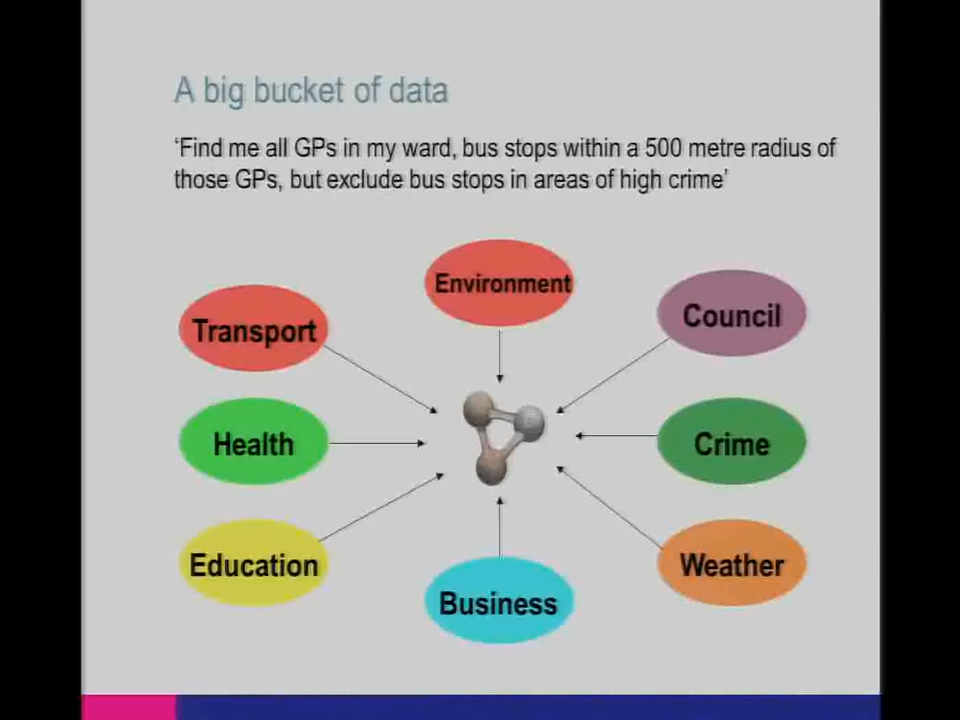 A big bucket of data
‘Find me all GPs in my ward, bus stops within a 500 metre radius of
those GPs, but exclude bus stops in areas of high crime’
Environment
Transport
Council
Health
Crime
Education
Weather
Business